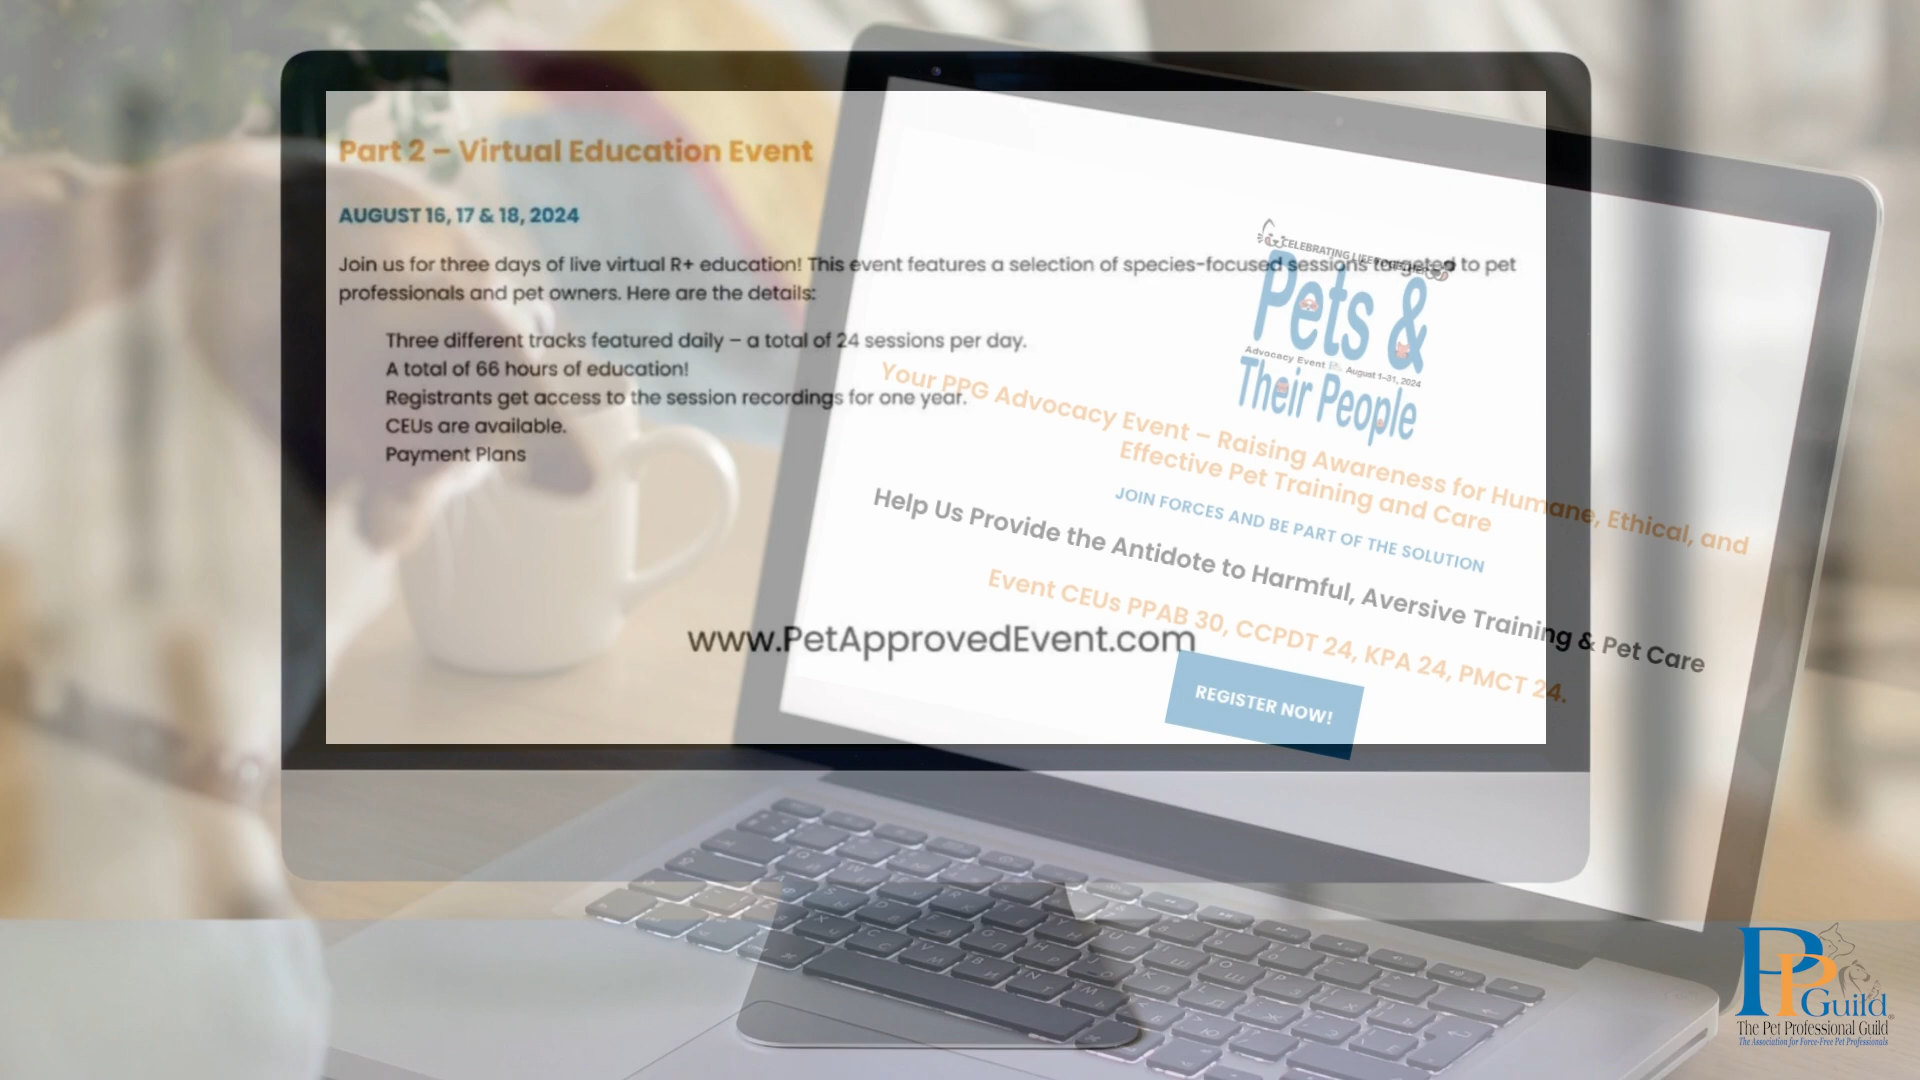 Part 2 – Virtual Education Event
AUGUST 16, 17 & 18, 2024
Join us for three days of live virtual R+ education! This event features a selection of species-focused sessions targeted to pet
professionals and pet owners. Here are the details:
Three different tracks featured daily – a total of 24 sessions per day.
A total of 66 hours of education!
Registrants get access to the session recordings for one year.
CEUs are available.
Payment Plans
www.PetApprovedEvent.com
CELEBRATING LIFE
Pets &
Advocacy Event August 1–31, 2024
Their People
Your PPG Advocacy Event – Raising Awareness for Humane, Ethical, and
Effective Pet Training and Care
JOIN FORCES AND BE PART OF THE SOLUTION
Help Us Provide the Antidote to Harmful, Aversive Training & Pet Care
Event CEUs PPAB 30, CCPDT 24, KPA 24, PMCT 24.
REGISTER NOW!
PPGuild®
The Pet Professional Guild
The Association for Force-Free Pet Professionals